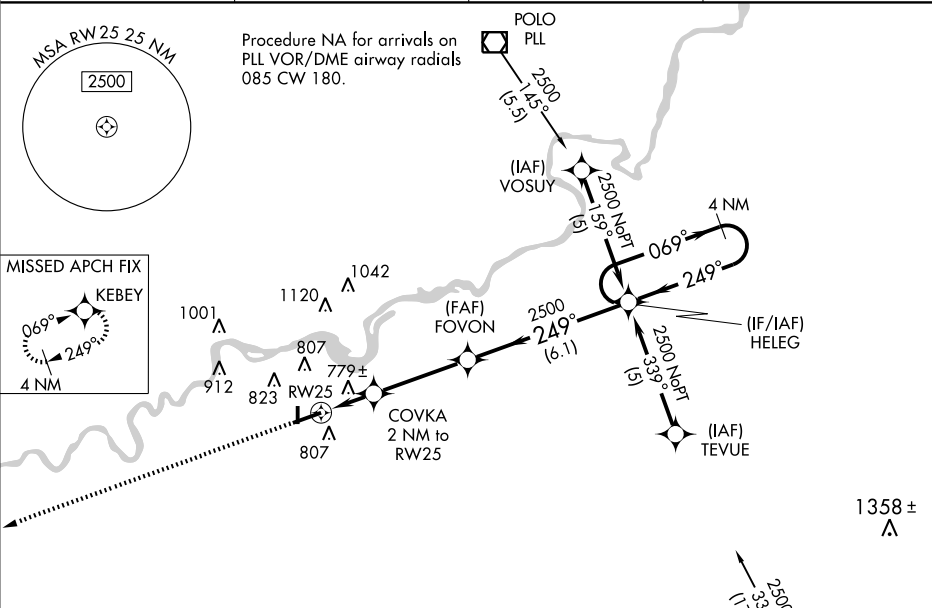 MSA RW25 25 NM
2500
Procedure NA for arrivals on
PLL VOR/DME airway radials
085 CW 180.
POLO
PLL
2500
145°
(5.5)
(IAF)
VOSUY
2500 NoPT
159°
(5)
4 NM
069°
249°
MISSED APCH FIX
KEBEY
069°
249°
4 NM
1042
1120
1001
912
823
807
779±
RW25
807
(FAF)
FOVON
2500
249°
(6.1)
(IF/IAF)
HELEG
COVKA
2 NM to
RW25
2500 NoPT
339°
(5)
(IAF)
TEVUE
1358±
2500